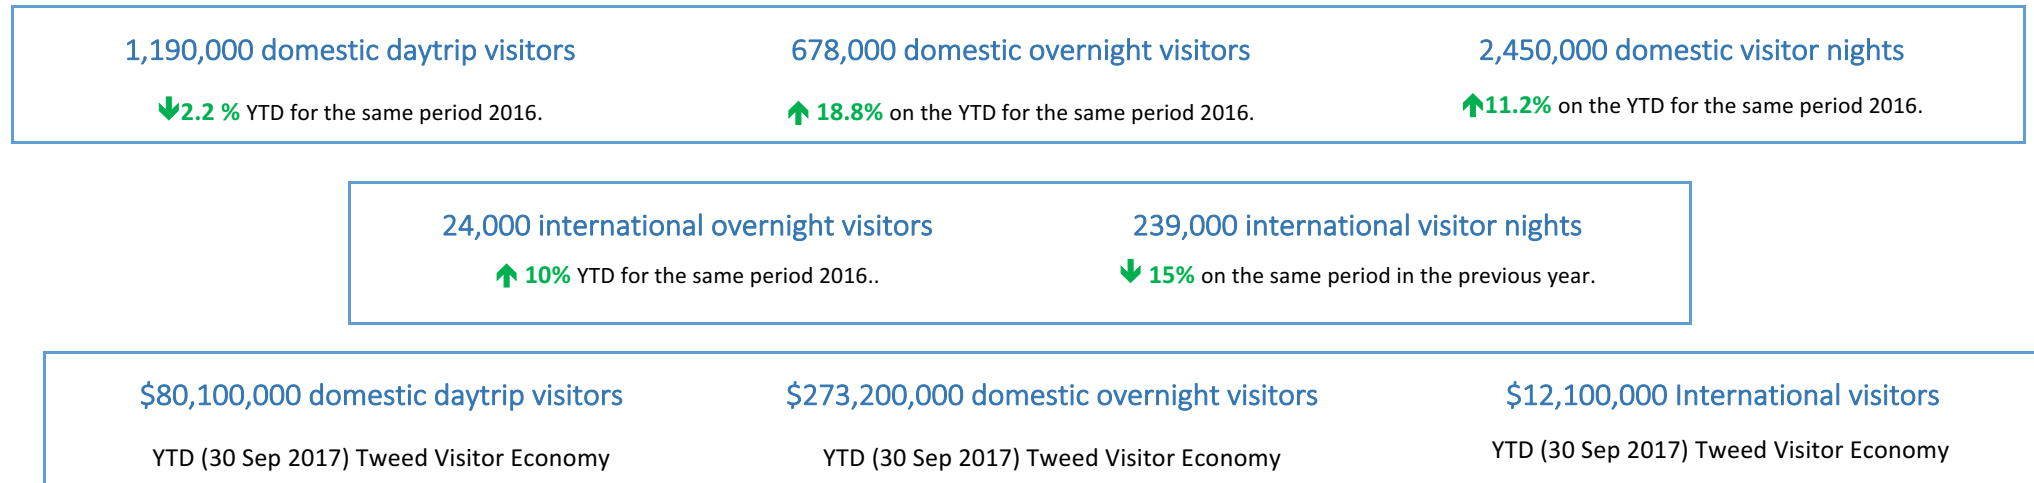 1,190,000 domestic daytrip visitors
🡻2.2 % YTD for the same period 2016.
678,000 domestic overnight visitors
🡹 18.8% on the YTD for the same period 2016.
2,450,000 domestic visitor nights
🡹11.2% on the YTD for the same period 2016.
24,000 international overnight visitors
🡹 10% YTD for the same period 2016..
239,000 international visitor nights
🡻 15% on the same period in the previous year.
$80,100,000 domestic daytrip visitors
YTD (30 Sep 2017) Tweed Visitor Economy
$273,200,000 domestic overnight visitors
YTD (30 Sep 2017) Tweed Visitor Economy
$12,100,000 International visitors
YTD (30 Sep 2017) Tweed Visitor Economy